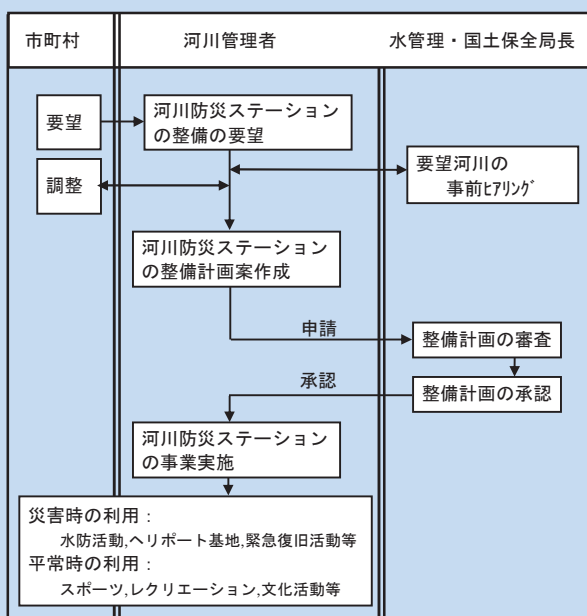 市町村
河川管理者
水管理・国土保全局長
要望
河川防災ステーション
の整備の要望
調整
要望河川の
事前ﾋｱﾘﾝｸﾞ
河川防災ステーション
の整備計画案作成
申請
整備計画の審査
承認
整備計画の承認
河川防災ステーション
の事業実施
災害時の利用：
水防活動,ヘリポート基地,緊急復旧活動等
平常時の利用：
スポーツ,レクリエーション,文化活動等